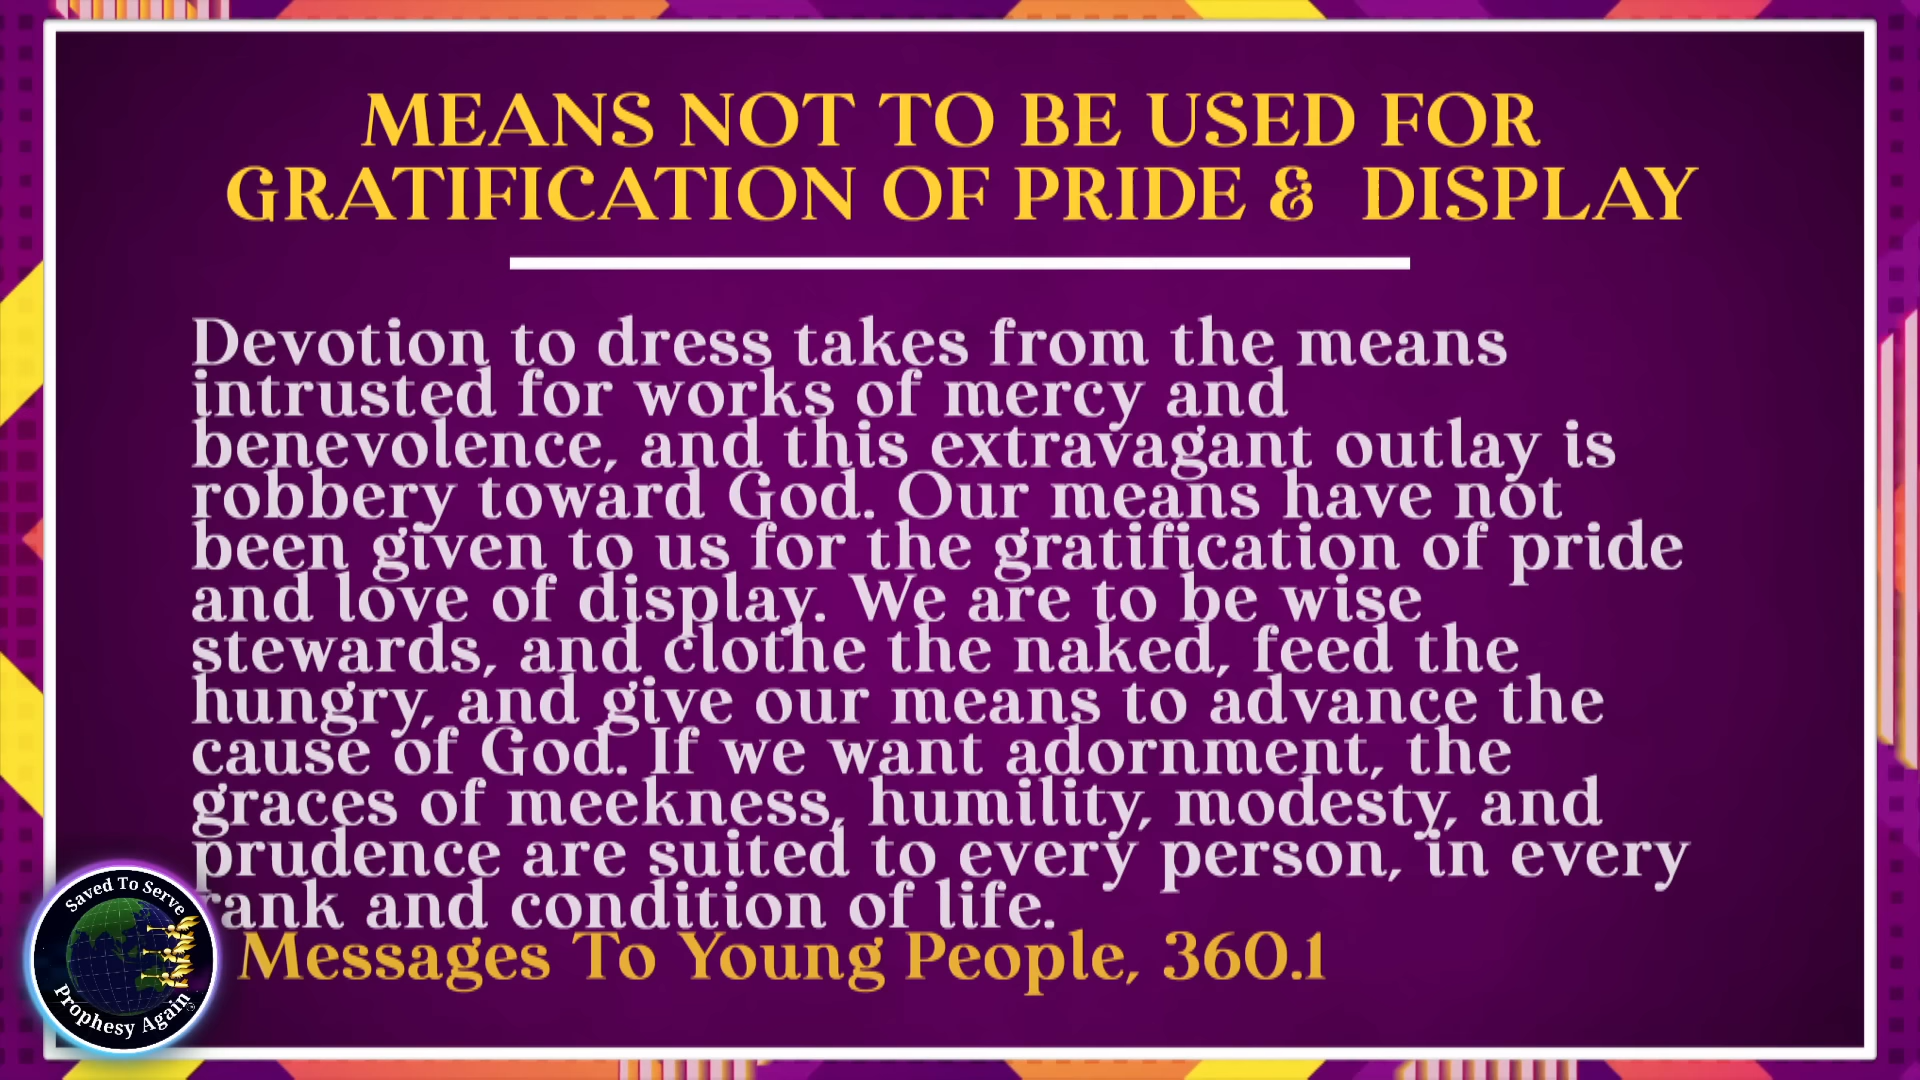 MEANS NOT TO BE USED FOR
GRATIFICATION OF PRIDE & DISPLAY
Devotion to dress takes from the means
intrusted for works of mercy and
benevolence, and this extravagant outlay is
robbery toward God. Our means have not
been given to us for the gratification of pride
and love of display. We are to be wise
stewards, and clothe the naked, feed the
hungry, and give our means to advance the
cause of God. If we want adornment, the
graces of meekness, humility, modesty, and
prudence are suited to every person, in every
rank and condition of life.
Messages To Young People, 360.1
Saved To Serve
Prophesy Again